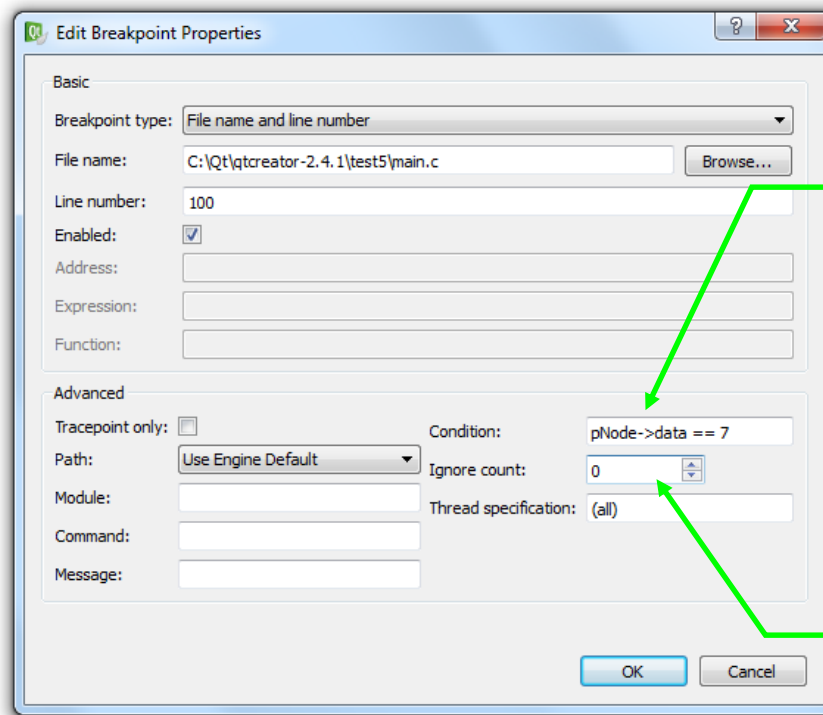 Edit Breakpoint Properties
Basic
Breakpoint type: File name and line number
File name: C:\Qt\qtcreator-2.4.1\test5\main.c Browse...
Line number: 100
Enabled:
Address:
Expression:
Function:
Advanced
Tracepoint only:
Path: Use Engine Default
Module:
Command:
Message:
Condition: pNode->data == 7
Ignore count: 0
Thread specification: (all)
OK Cancel